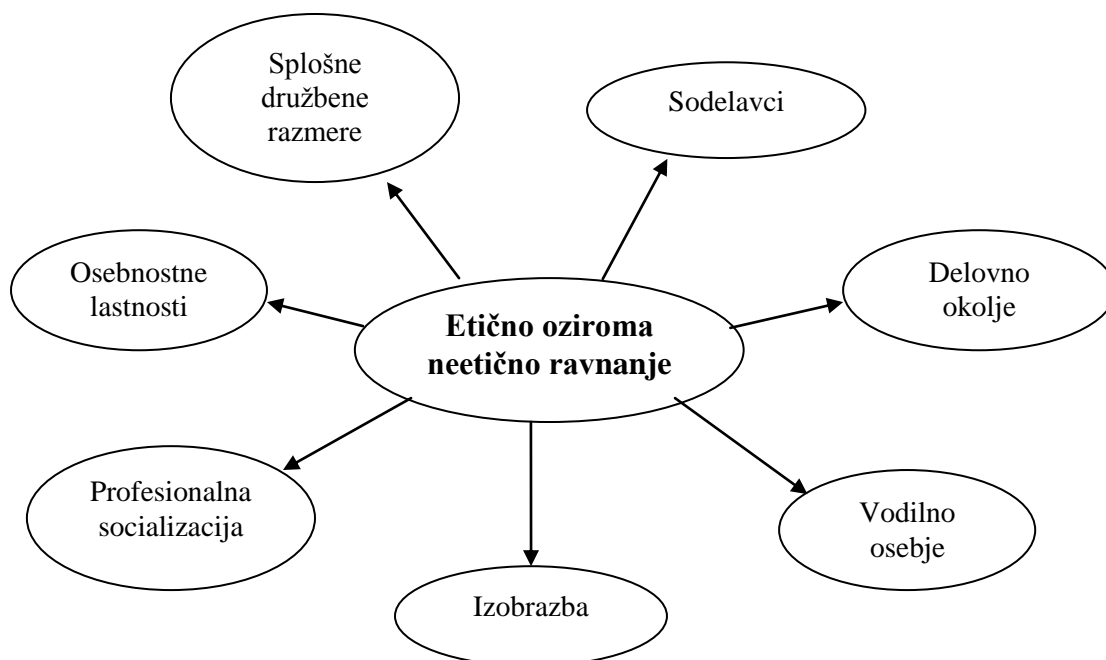 Splošne
družbene
razmere
Sodelavci
Osebnostne
lastnosti
Delovno
okolje
Etično oziroma
neetično ravnanje
Profesionalna
socializacija
Vodilno
osebje
Izobrazba